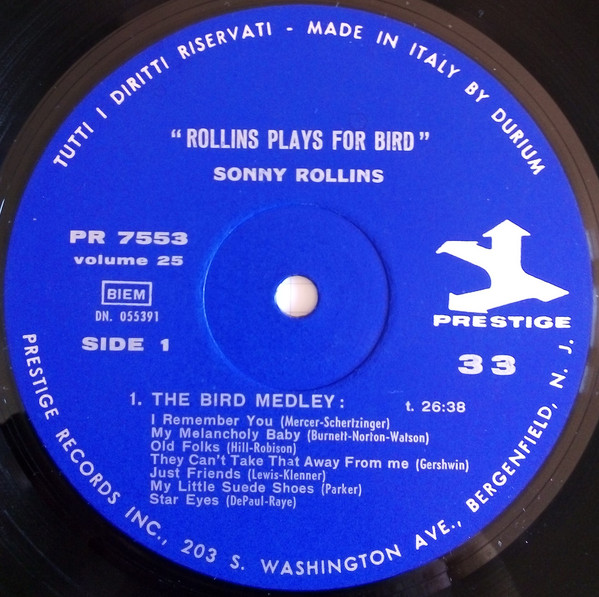 TUTTI I DIRITTI RISERVATI - MADE IN ITALY BY DURIUM
"ROLLINS PLAYS FOR BIRD"
SONNY ROLLINS
PR 7553
volume 25
BIEM
DN. 055391
SIDE 1
PRESTIGE
33
1. THE BIRD MEDLEY: t. 26:38
I Remember You (Mercer-Schertzinger)
My Melancholy Baby (Burnett-Norton-Watson)
Old Folks (Hill-Robison)
They Can't Take That Away From me (Gershwin)
Just Friends (Lewis-Klenner)
My Little Suede Shoes (Parker)
Star Eyes (DePaul-Raye)
PRESTIGE RECORDS INC., 203 S. WASHINGTON AVE., BERGENFIELD, N. J.